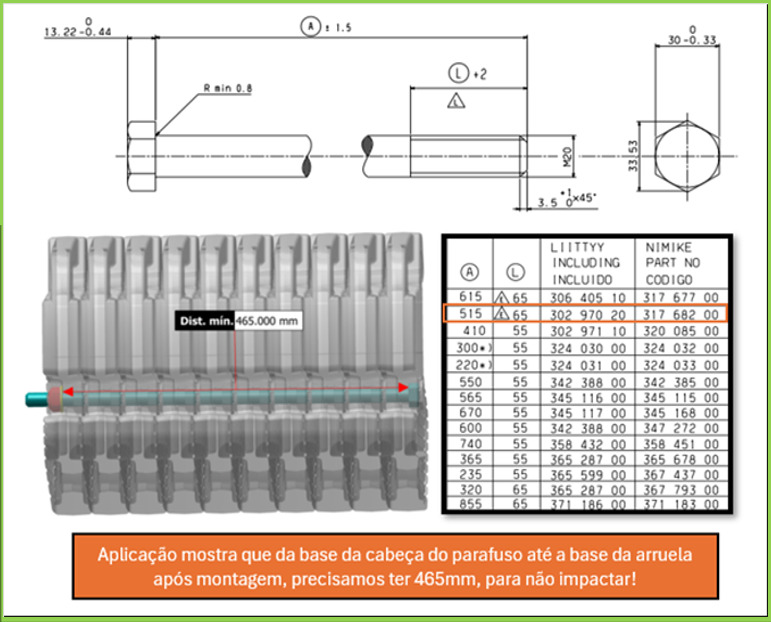 0
13.22 -0.44
A ± 1.5
0
30 -0.33
R min 0.8
L +2
L
M20
33.53
3.5 +1 0 ×45°
Dist. mín. 465.000 mm
A L LIITTYY INCLUDING INCLUIDO NIMIKE PART NO CODIGO
615 L 65 306 405 10 317 677 00
515 L 65 302 970 20 317 682 00
410 55 302 971 10 320 085 00
300*) 55 324 030 00 324 032 00
220*) 55 324 031 00 324 033 00
550 55 342 388 00 342 385 00
565 55 345 116 00 345 115 00
670 55 345 117 00 345 168 00
600 55 342 388 00 347 272 00
740 55 358 432 00 358 451 00
365 55 365 287 00 365 678 00
235 55 365 599 00 367 437 00
320 65 365 287 00 367 793 00
855 65 371 186 00 371 183 00
Aplicação mostra que da base da cabeça do parafuso até a base da arruela
após montagem, precisamos ter 465mm, para não impactar!